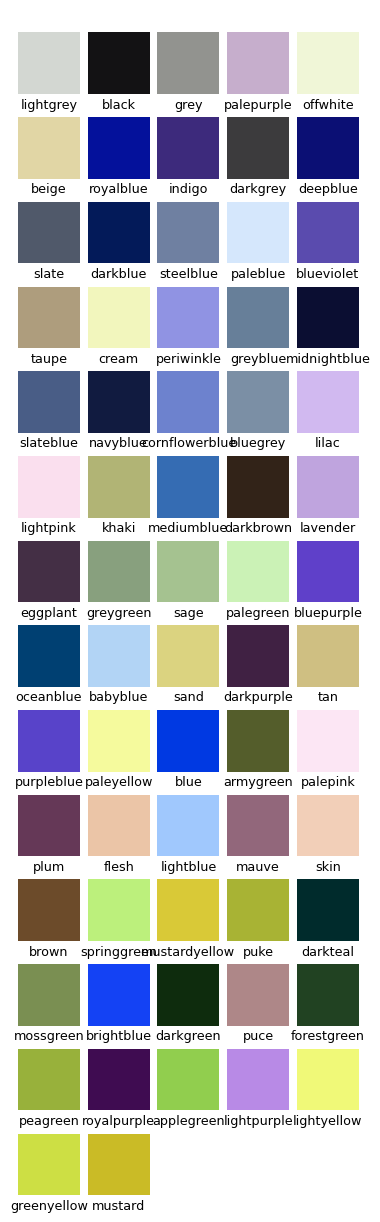 lightgrey black grey palepurple offwhite
beige royalblue indigo darkgrey deepblue
slate darkblue steelblue paleblue blueviolet
taupe cream periwinkle greyblue midnightblue
slateblue navyblue cornflowerblue bluegrey lilac
lightpink khaki mediumblue darkbrown lavender
eggplant greygreen sage palegreen bluepurple
oceanblue babyblue sand darkpurple tan
purpleblue paleyellow blue armygreen palepink
plum flesh lightblue mauve skin
brown springgreen mustardyellow puke darkteal
mossgreen brightblue darkgreen puce forestgreen
peagreen royalpurple applegreen lightpurple lightyellow
greenyellow mustard